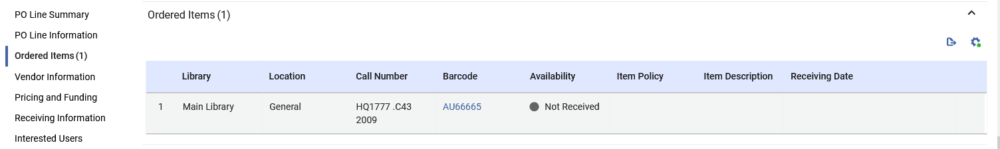 PO Line Summary
PO Line Information
Ordered Items (1)
Vendor Information
Pricing and Funding
Receiving Information
Interested Users
Ordered Items (1)
Library Location Call Number Barcode Availability Item Policy Item Description Receiving Date
1 Main Library General HQ1777 .C43 AU66665 Not Received
2009